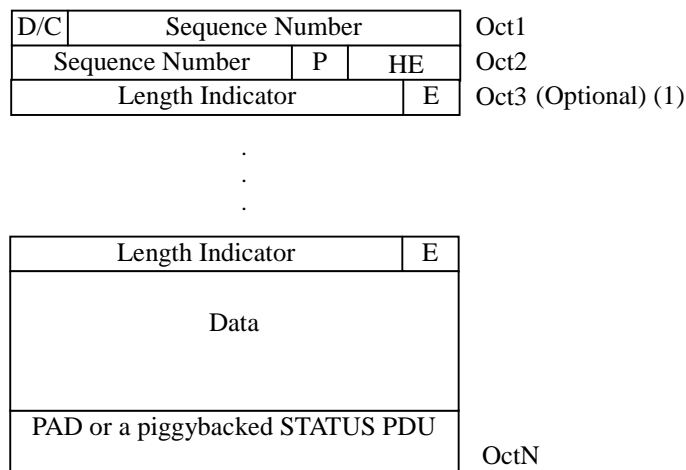 D/C Sequence Number Oct1
Sequence Number P HE Oct2
Length Indicator E Oct3 (Optional) (1)
.
.
.
Length Indicator E
Data
PAD or a piggybacked STATUS PDU
OctN